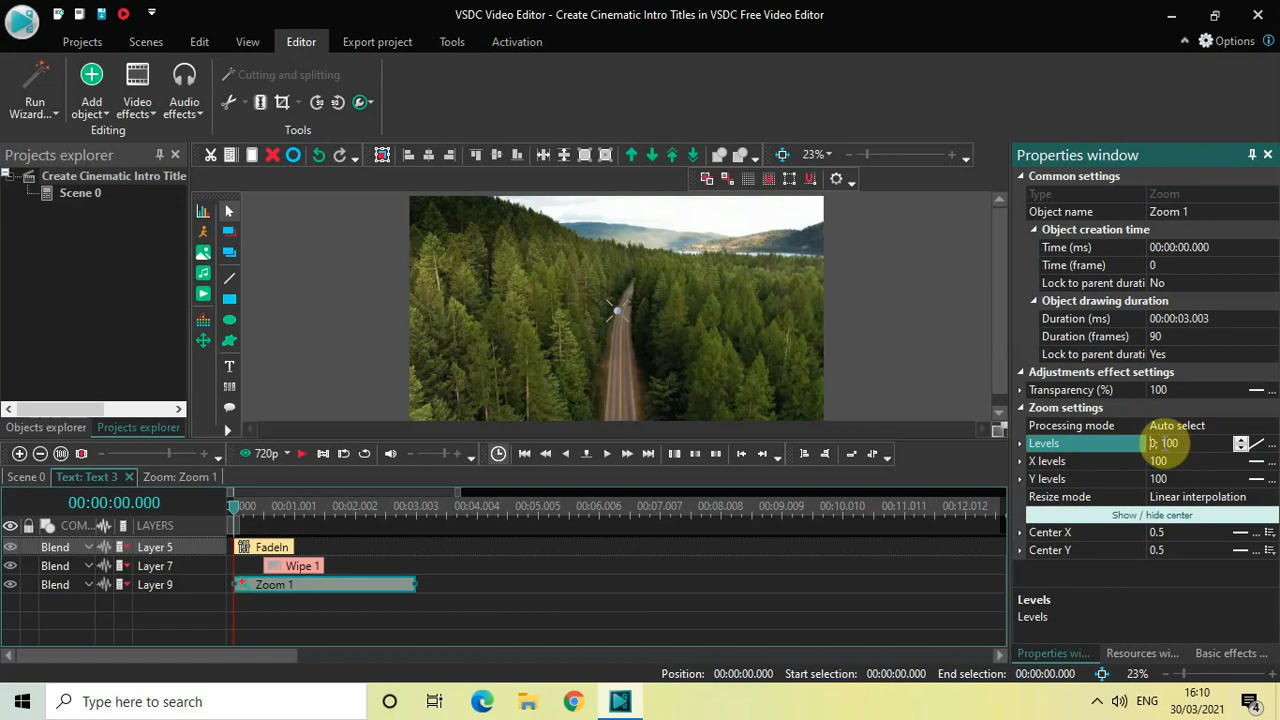 VSDC Video Editor - Create Cinematic Intro Titles in VSDC Free Video Editor
Projects Scenes Edit View Editor Export project Tools Activation Options
Run Wizard...
Add object
Video effects
Audio effects
Cutting and splitting
Editing
Tools
Projects explorer
23%
Properties window
Create Cinematic Intro Title
Scene 0
Common settings
Type Zoom
Object name Zoom 1
Object creation time
Time (ms) 00:00:00.000
Time (frame) 0
Lock to parent durati No
Object drawing duration
Duration (ms) 00:00:03.003
Duration (frames) 90
Lock to parent durati Yes
Adjustments effect settings
Transparency (%) 100
Zoom settings
Processing mode Auto select
Levels 0; 100
X levels 100
Y levels 100
Resize mode Linear interpolation
Show / hide center
Center X 0.5
Center Y 0.5
Levels
Levels
Properties wi... Resources wi... Basic effects ...
T
SUB
Objects explorer Projects explorer
720p
Scene 0 Text: Text 3 Zoom: Zoom 1
00:00:00.000
000 00:01.001 00:02.002 00:03.003 00:05.005 00:06.006 00:07.007 00:08.008 00:09.009 00:10.010 00:11.011 00:12.012
COM... LAYERS
Blend Layer 5 FadeIn
Blend Layer 7 Wipe 1
Blend Layer 9 Zoom 1
Position: 00:00:00.000 Start selection: 00:00:00.000 End selection: 00:00:03.003 23%
Type here to search
ENG
16:10
30/03/2021
4